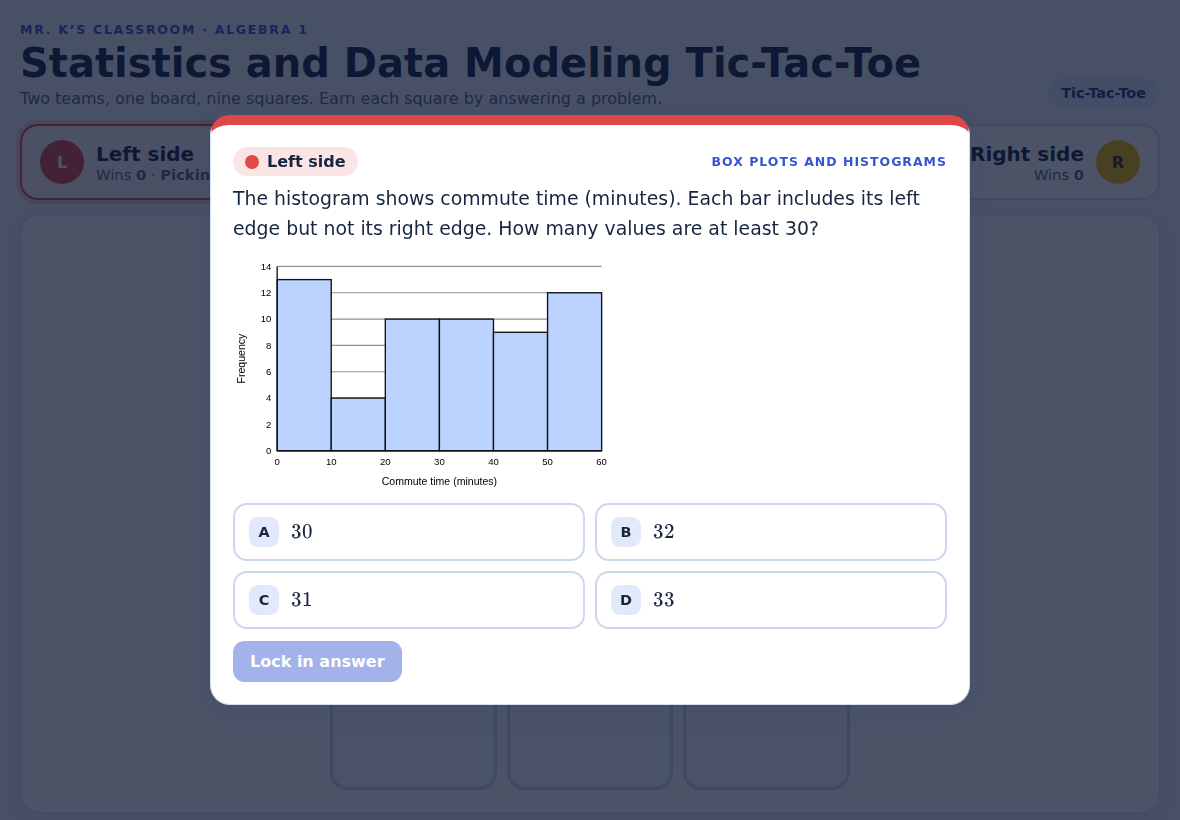 MR. K'S CLASSROOM · ALGEBRA 1
Statistics and Data Modeling Tic-Tac-Toe
Two teams, one board, nine squares. Earn each square by answering a problem.
Tic-Tac-Toe
L
Left side
Wins 0 ·
Right side
Wins 0
R
Left side
BOX PLOTS AND HISTOGRAMS
The histogram shows commute time (minutes). Each bar includes its left
edge but not its right edge. How many values are at least 30?
14
12
10
8
6
4
2
0
Frequency
0 10 20 30 40 50 60
Commute time (minutes)
A 30
B 32
C 31
D 33
Lock in answer